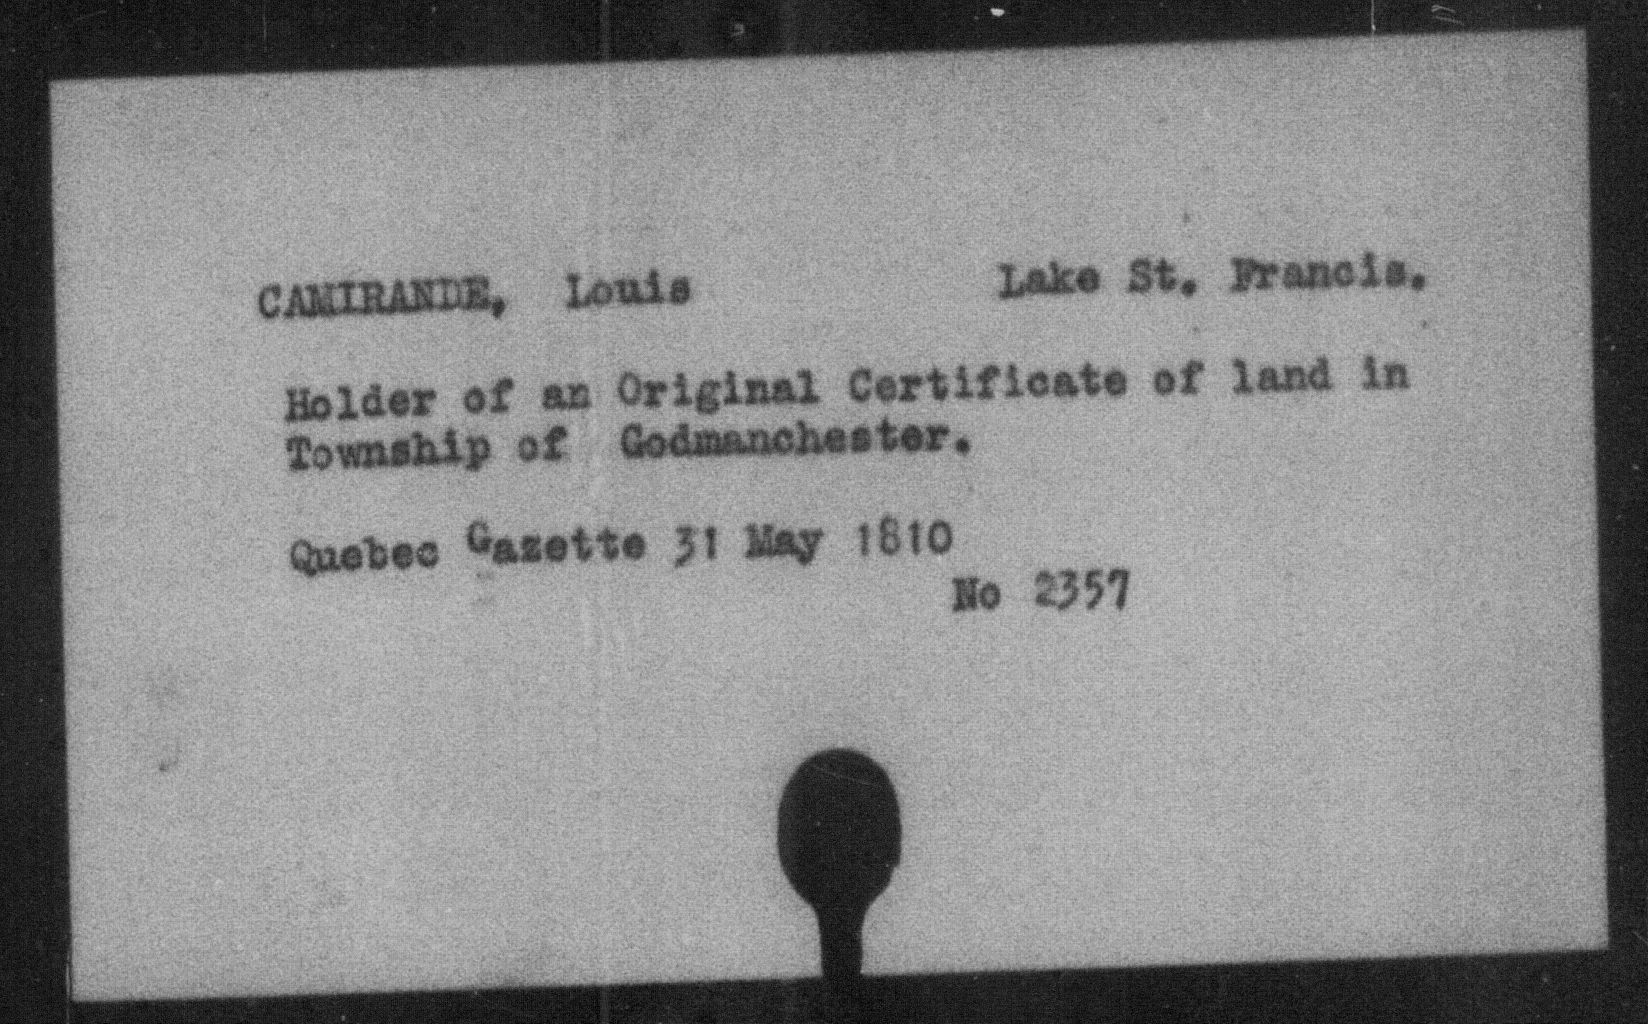 CAMIRANDE, Louis Lake St. Francis.
Holder of an Original Certificate of land in
Township of Godmanchester.
Quebec Gazette 31 May 1810
No 2357